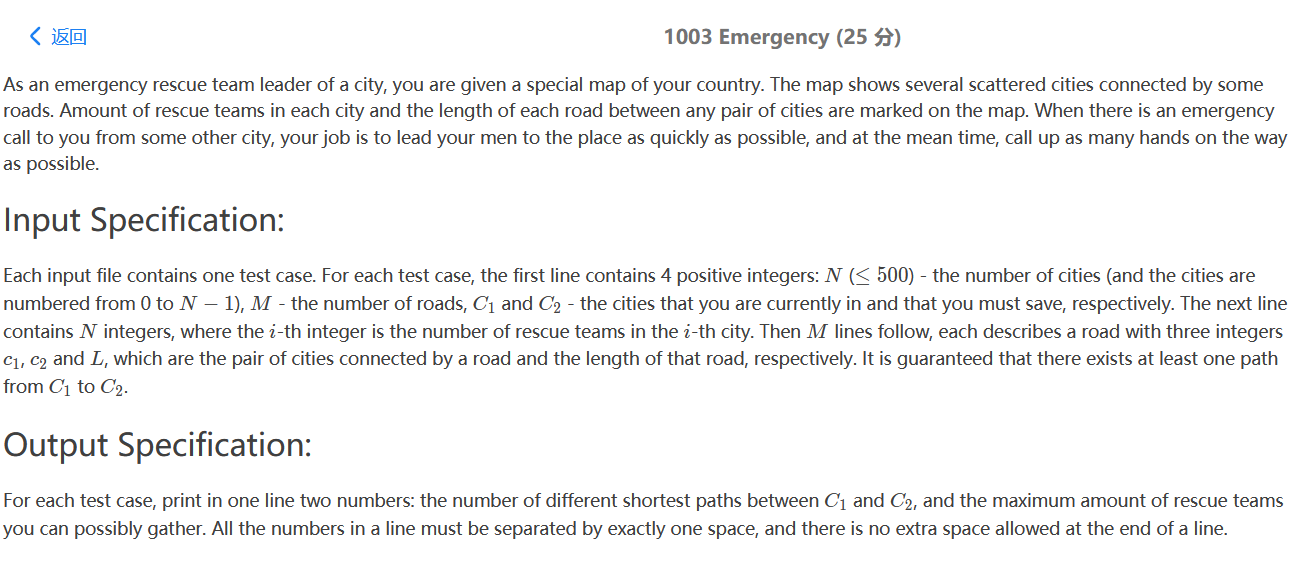 返回
1003 Emergency (25 分)
As an emergency rescue team leader of a city, you are given a special map of your country. The map shows several scattered cities connected by some
roads. Amount of rescue teams in each city and the length of each road between any pair of cities are marked on the map. When there is an emergency
call to you from some other city, your job is to lead your men to the place as quickly as possible, and at the mean time, call up as many hands on the way
as possible.
Input Specification:
Each input file contains one test case. For each test case, the first line contains 4 positive integers: N (≤ 500) - the number of cities (and the cities are
numbered from 0 to N − 1), M - the number of roads, C₁ and C₂ - the cities that you are currently in and that you must save, respectively. The next line
contains N integers, where the i-th integer is the number of rescue teams in the i-th city. Then M lines follow, each describes a road with three integers
c₁, c₂ and L, which are the pair of cities connected by a road and the length of that road, respectively. It is guaranteed that there exists at least one path
from C₁ to C₂.
Output Specification:
For each test case, print in one line two numbers: the number of different shortest paths between C₁ and C₂, and the maximum amount of rescue teams
you can possibly gather. All the numbers in a line must be separated by exactly one space, and there is no extra space allowed at the end of a line.